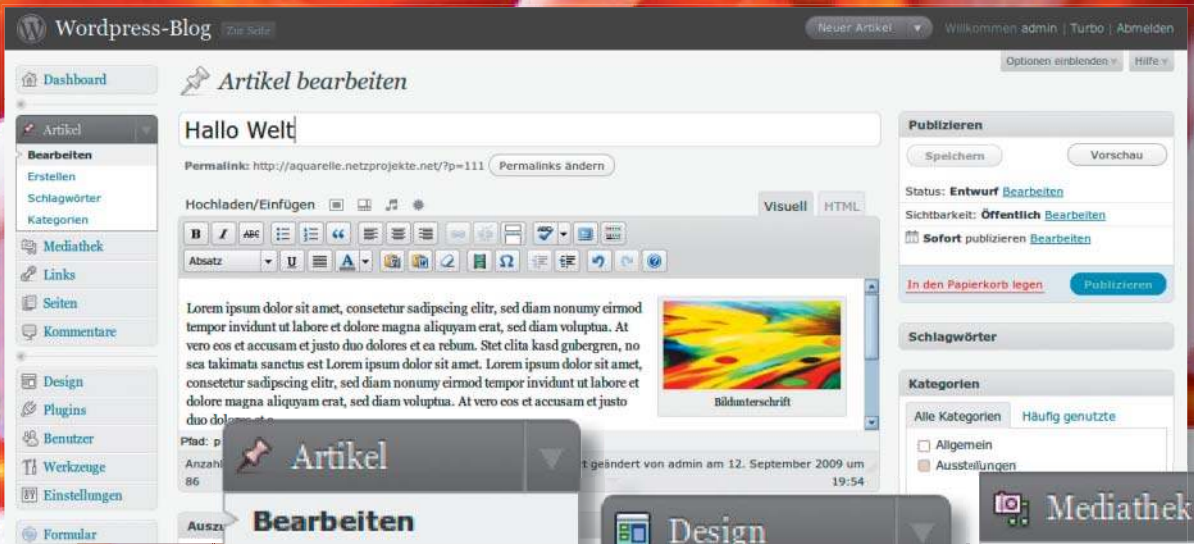 Wordpress-Blog Zur Seite
Neuer Artikel Willkommen admin | Turbo | Abmelden
Optionen einblenden Hilfe
Dashboard
Artikel
Bearbeiten
Erstellen
Schlagwörter
Kategorien
Mediathek
Links
Seiten
Kommentare
Design
Plugins
Benutzer
Werkzeuge
Einstellungen
Formular
Artikel bearbeiten
Hallo Welt
Permalink: http://aquarelle.netzprojekte.net/?p=111 Permalinks ändern
Hochladen/Einfügen
Visuell HTML
B I ABC
Absatz U A Ω
Lorem ipsum dolor sit amet, consetetur sadipscing elitr, sed diam nonumy eirmod
tempor invidunt ut labore et dolore magna aliquyam erat, sed diam voluptua. At
vero eos et accusam et justo duo dolores et ea rebum. Stet clita kasd gubergren, no
sea takimata sanctus est Lorem ipsum dolor sit amet. Lorem ipsum dolor sit amet,
consetetur sadipscing elitr, sed diam nonumy eirmod tempor invidunt ut labore et
dolore magna aliquyam erat, sed diam voluptua. At vero eos et accusam et justo
duo
Bildunterschrift
Pfad: p
Anzahl
86
geändert von admin am 12. September 2009 um
19:54
Publizieren
Speichern Vorschau
Status: Entwurf Bearbeiten
Sichtbarkeit: Öffentlich Bearbeiten
Sofort publizieren Bearbeiten
In den Papierkorb legen Publizieren
Schlagwörter
Kategorien
Alle Kategorien Häufig genutzte
Allgemein
Ausstellungen
Artikel
Bearbeiten
Design
Mediathek